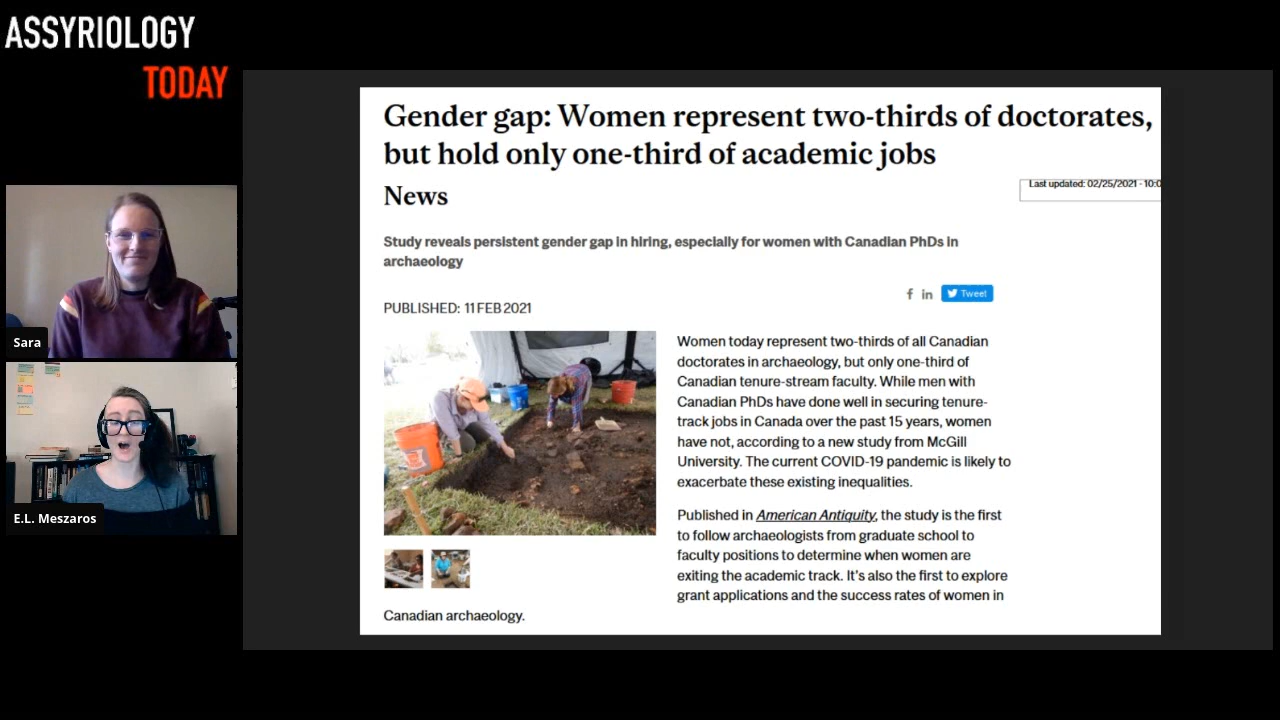 ASSYRIOLOGY
TODAY
Gender gap: Women represent two-thirds of doctorates,
but hold only one-third of academic jobs
News
Last updated: 02/25/2021 - 10:0
Study reveals persistent gender gap in hiring, especially for women with Canadian PhDs in
archaeology
Tweet
PUBLISHED: 11 FEB 2021
Women today represent two-thirds of all Canadian
doctorates in archaeology, but only one-third of
Canadian tenure-stream faculty. While men with
Canadian PhDs have done well in securing tenure-
track jobs in Canada over the past 15 years, women
have not, according to a new study from McGill
University. The current COVID-19 pandemic is likely to
exacerbate these existing inequalities.
Published in American Antiquity, the study is the first
to follow archaeologists from graduate school to
faculty positions to determine when women are
exiting the academic track. It's also the first to explore
grant applications and the success rates of women in
Canadian archaeology.
Sara
E.L. Meszaros